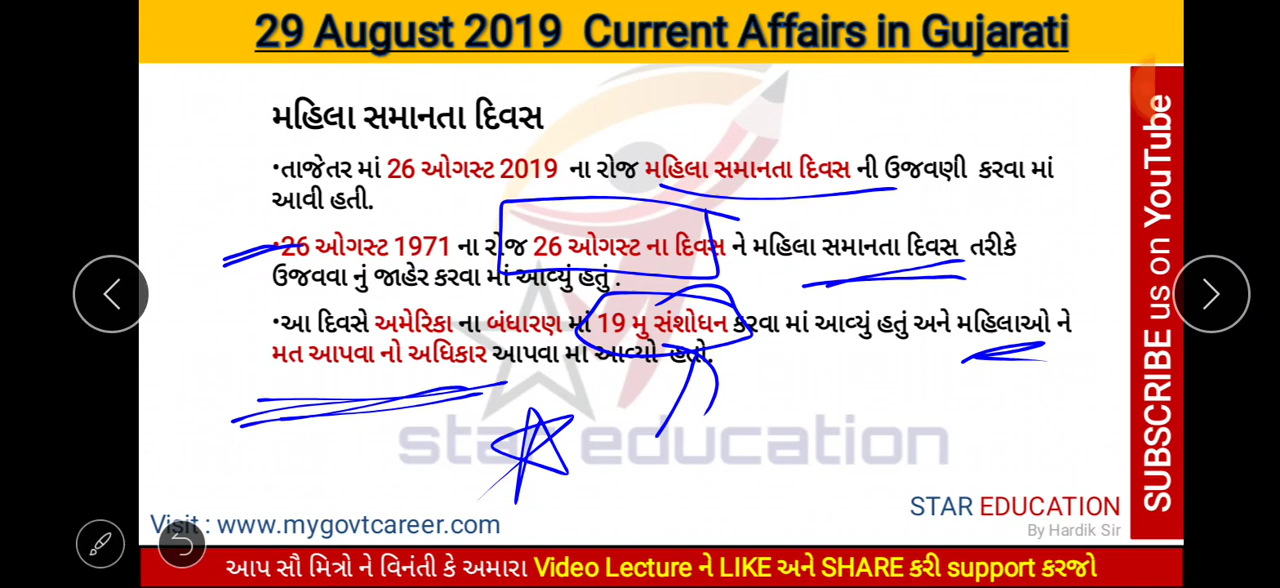 29 August 2019 Current Affairs in Gujarati
મહિલા સમાનતા દિવસ
•તાજેતર માં 26 ઓગસ્ટ 2019 ના રોજ મહિલા સમાનતા દિવસ ની ઉજવણી કરવા માં
આવી હતી.
•26 ઓગસ્ટ 1971 ના રોજ 26 ઓગસ્ટ ના દિવસ ને મહિલા સમાનતા દિવસ તરીકે
ઉજવવા નું જાહેર કરવા માં આવ્યું હતું .
•આ દિવસે અમેરિકા ના બંધારણ માં 19 મુ સંશોધન કરવા માં આવ્યું હતું અને મહિલાઓ ને
મત આપવા નો અધિકાર આપવા મા આવ્યો હતો.
star education
STAR EDUCATION
By Hardik Sir
Visit : www.mygovtcareer.com
આપ સૌ મિત્રો ને વિનંતી કે અમારા Video Lecture ને LIKE અને SHARE કરી support કરજો
SUBSCRIBE us on YouTube